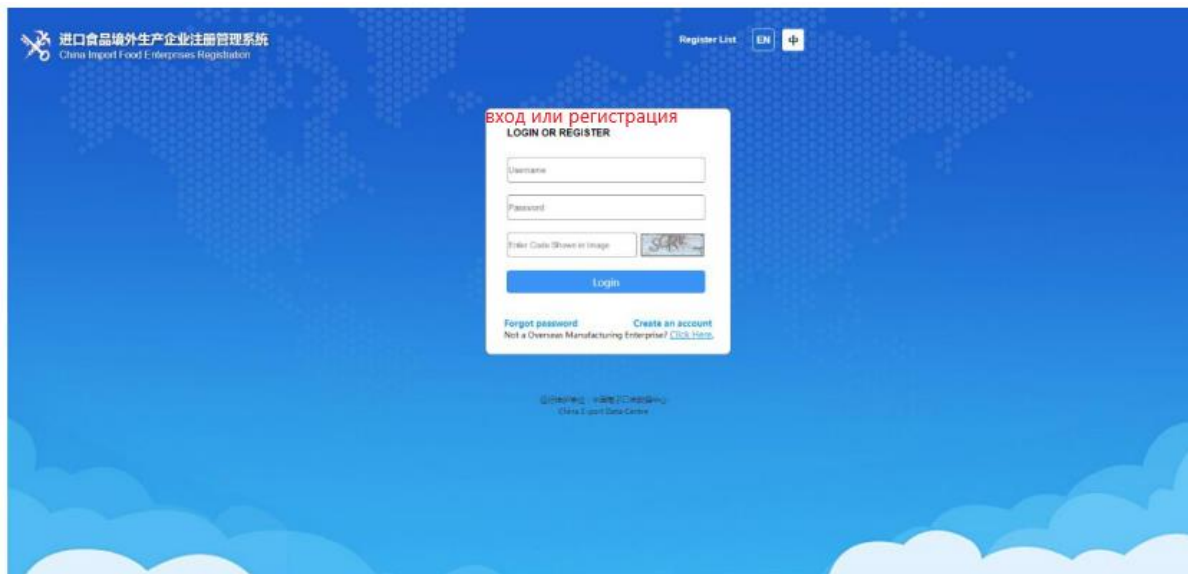 进口食品境外生产企业注册管理系统
China Import Food Enterprises Registration
Register List EN 中
вход или регистрация
LOGIN OR REGISTER
Username
Password
Enter Code Shown in Image
Login
Forgot password Create an account
Not a Overseas Manufacturing Enterprise? Click Here.
China E-port Data Centre